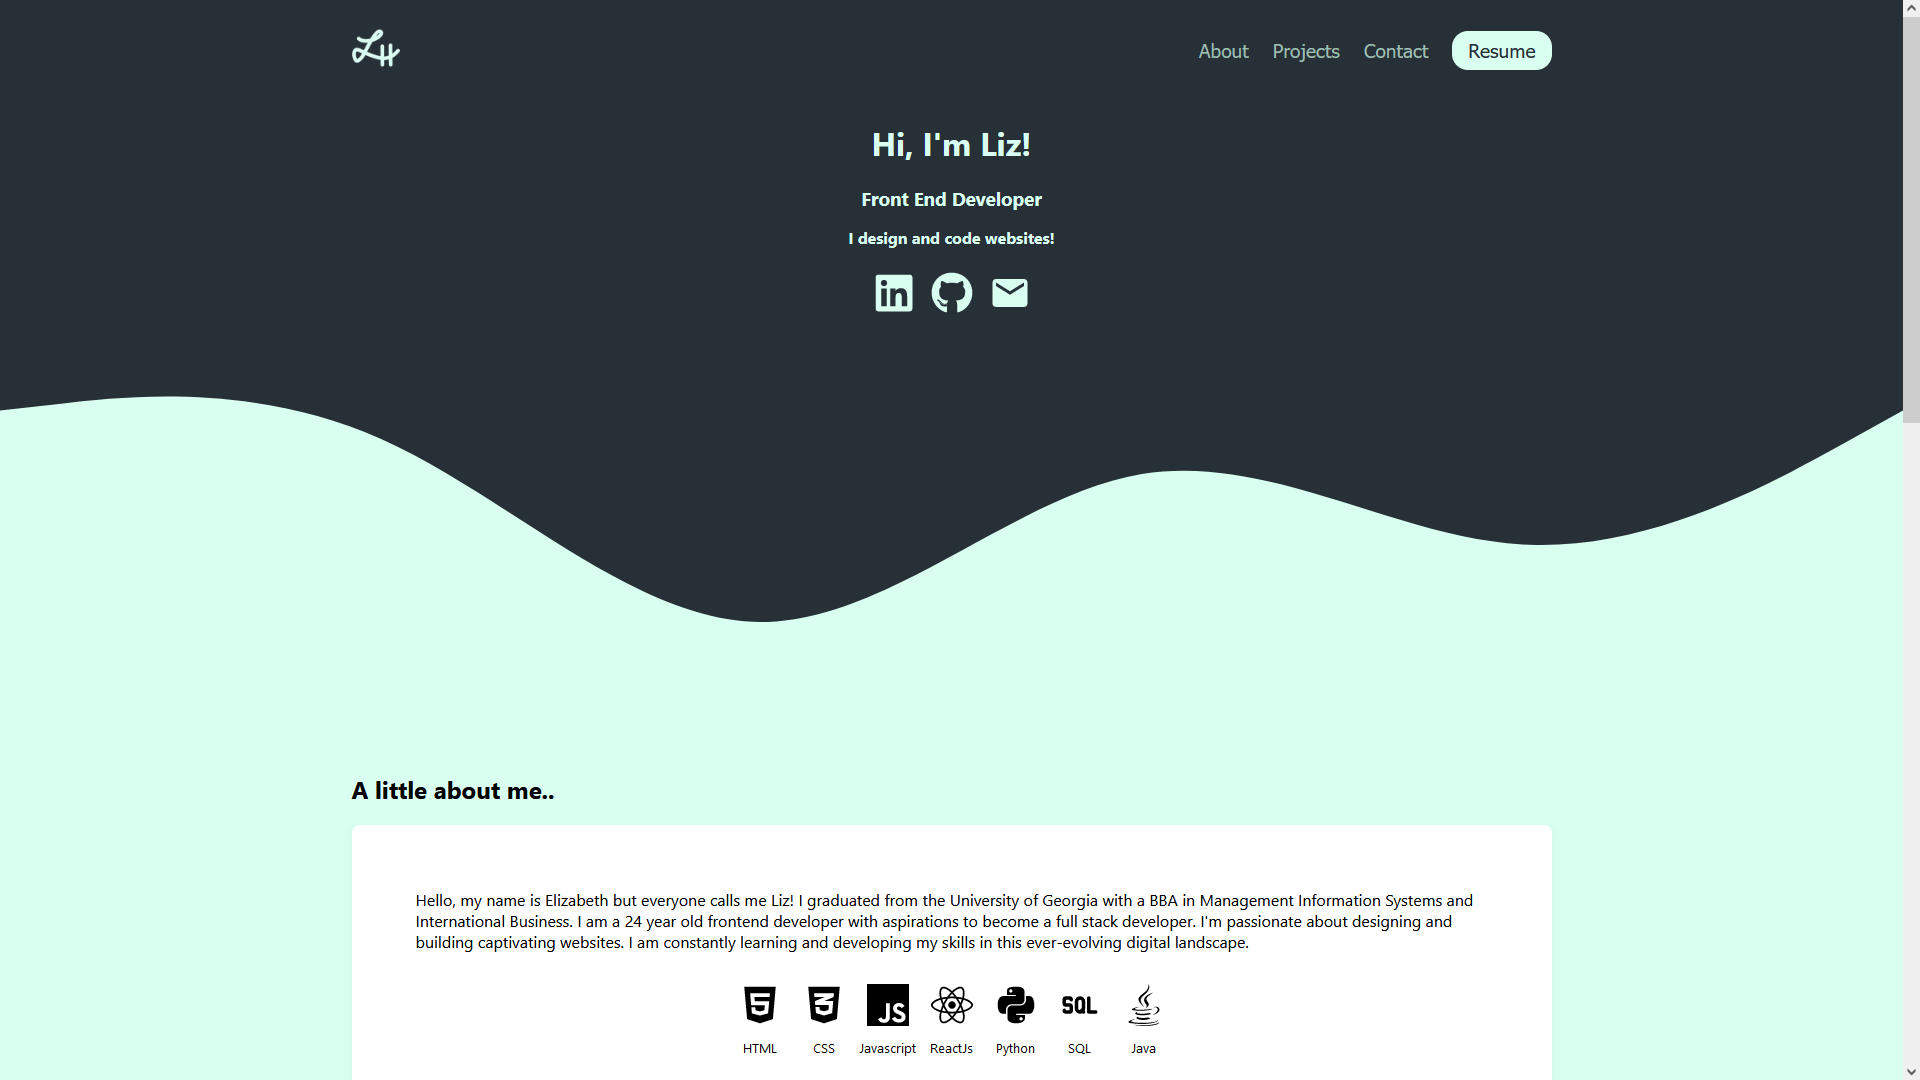 LH
About Projects Contact Resume
Hi, I'm Liz!
Front End Developer
I design and code websites!
in
A little about me..
Hello, my name is Elizabeth but everyone calls me Liz! I graduated from the University of Georgia with a BBA in Management Information Systems and
International Business. I am a 24 year old frontend developer with aspirations to become a full stack developer. I'm passionate about designing and
building captivating websites. I am constantly learning and developing my skills in this ever-evolving digital landscape.
5 3 JS SQL
HTML CSS Javascript ReactJs Python SQL Java